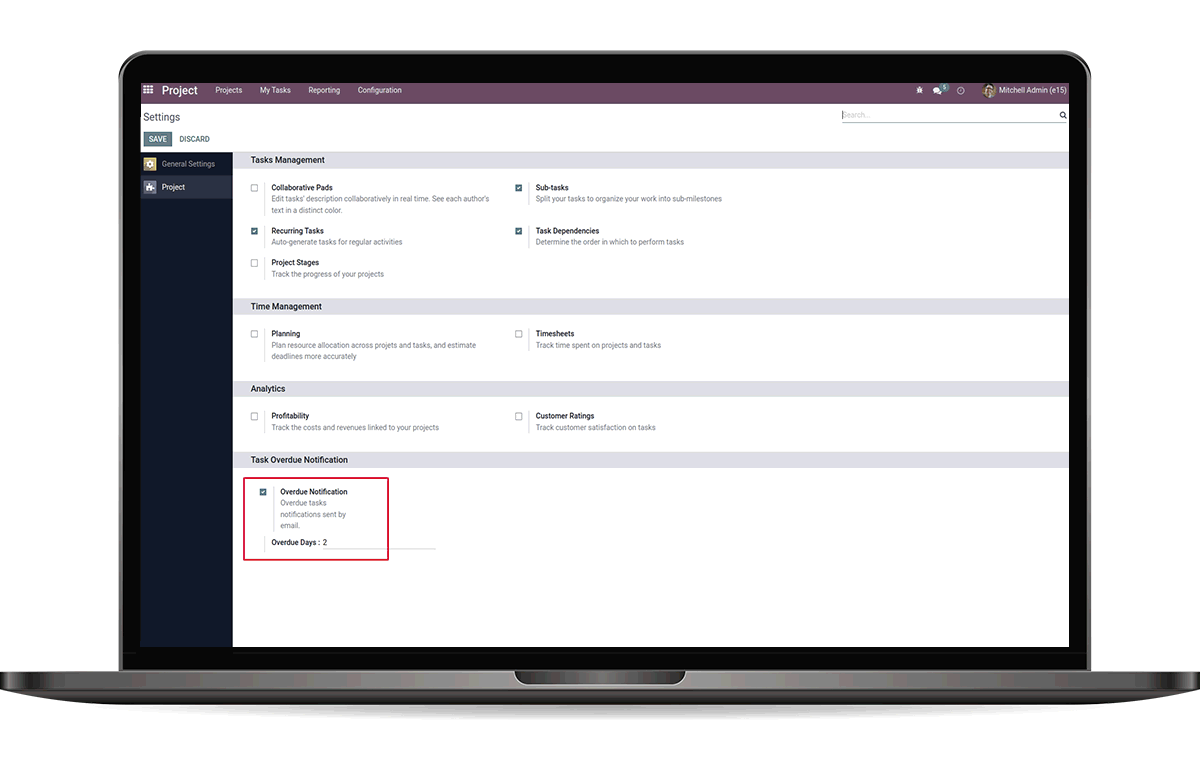 Project Projects My Tasks Reporting Configuration 5 Mitchell Admin (e15)
Settings
Search...
SAVE DISCARD
General Settings
Project
Tasks Management
Collaborative Pads
Edit tasks' description collaboratively in real time. See each author's
text in a distinct color.
Sub-tasks
Split your tasks to organize your work into sub-milestones
Recurring Tasks
Auto-generate tasks for regular activities
Task Dependencies
Determine the order in which to perform tasks
Project Stages
Track the progress of your projects
Time Management
Planning
Plan resource allocation across projets and tasks, and estimate
deadlines more accurately
Timesheets
Track time spent on projects and tasks
Analytics
Profitability
Track the costs and revenues linked to your projects
Customer Ratings
Track customer satisfaction on tasks
Task Overdue Notification
Overdue Notification
Overdue tasks
notifications sent by
email.
Overdue Days : 2